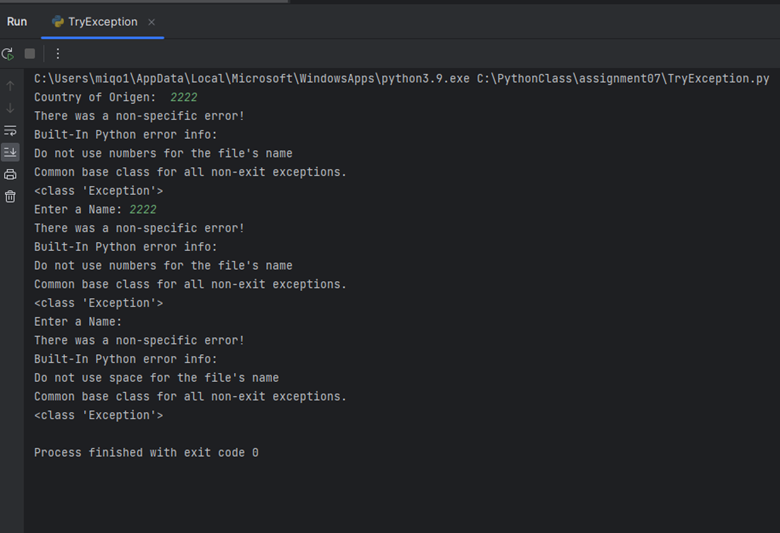 Run
TryException
C:\Users\miqo1\AppData\Local\Microsoft\WindowsApps\python3.9.exe C:\PythonClass\assignment07\TryException.py
Country of Origen:  2222
There was a non-specific error!
Built-In Python error info:
Do not use numbers for the file's name
Common base class for all non-exit exceptions.
<class 'Exception'>
Enter a Name: 2222
There was a non-specific error!
Built-In Python error info:
Do not use numbers for the file's name
Common base class for all non-exit exceptions.
<class 'Exception'>
Enter a Name:
There was a non-specific error!
Built-In Python error info:
Do not use space for the file's name
Common base class for all non-exit exceptions.
<class 'Exception'>
Process finished with exit code 0